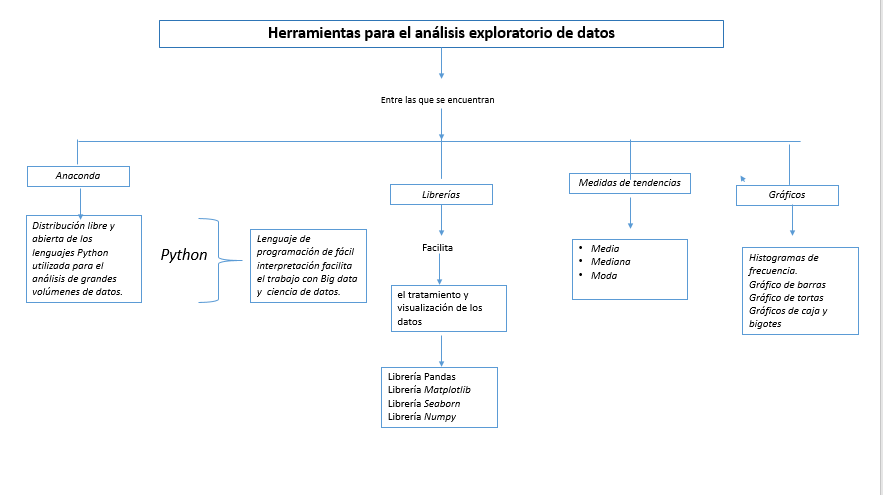 Herramientas para el análisis exploratorio de datos
Entre las que se encuentran
Anaconda
Distribución libre y
abierta de los
lenguajes Python
utilizada para el
análisis de grandes
volúmenes de datos.
Python
Lenguaje de
programación de fácil
interpretación facilita
el trabajo con Big data
y ciencia de datos.
Librerías
Facilita
el tratamiento y
visualización de los
datos
Librería Pandas
Librería Matplotlib
Librería Seaborn
Librería Numpy
Medidas de tendencias
• Media
• Mediana
• Moda
Gráficos
Histogramas de
frecuencia.
Gráfico de barras
Gráfico de tortas
Gráficos de caja y
bigotes